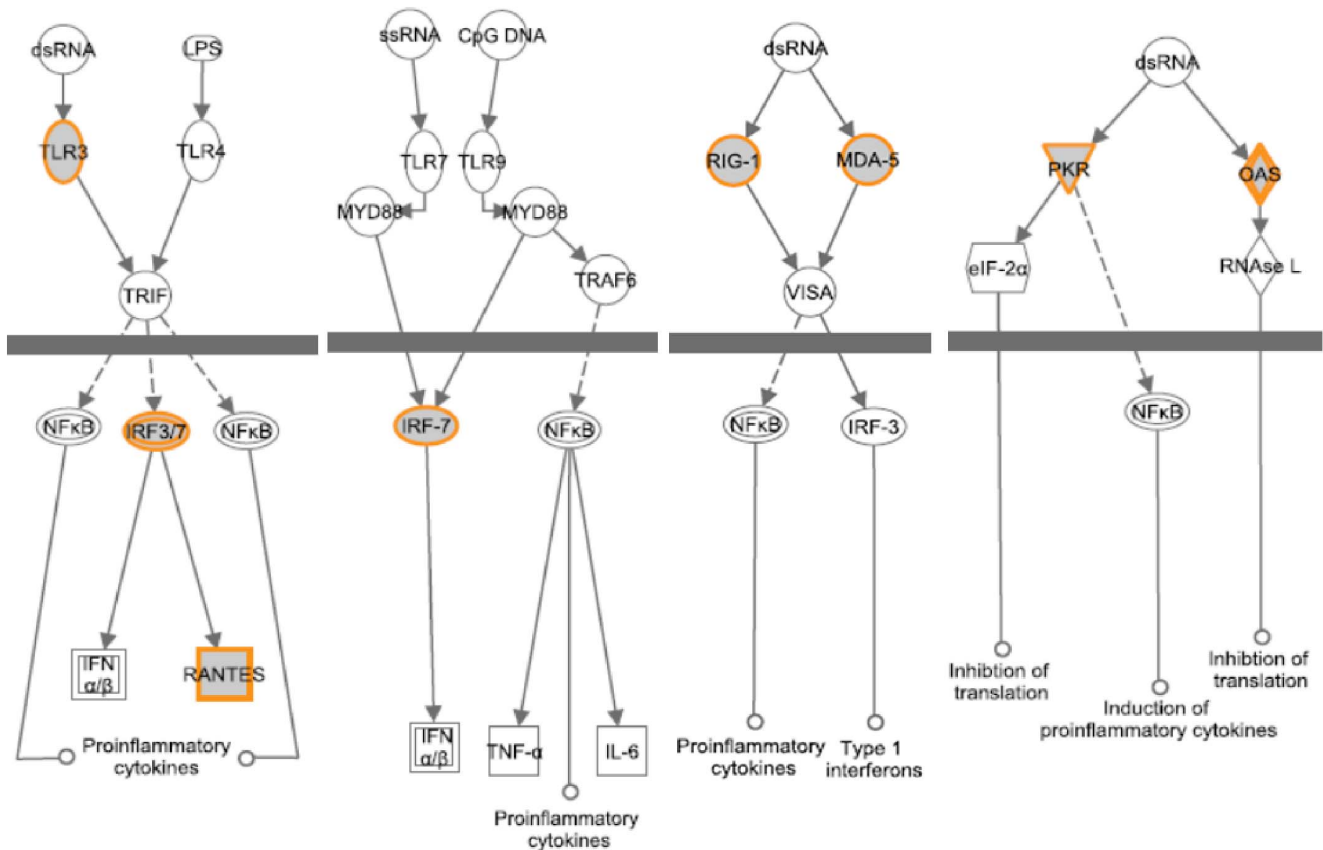 dsRNA
LPS
TLR3
TLR4
TRIF
NFκB
IRF3/7
NFκB
IFN
α/β
RANTES
Proinflammatory
cytokines
ssRNA
CpG DNA
TLR7
TLR9
MYD88
MYD88
TRAF6
IRF-7
NFκB
IFN
α/β
TNF-α
IL-6
Proinflammatory
cytokines
dsRNA
RIG-1
MDA-5
VISA
NFκB
IRF-3
Proinflammatory
cytokines
Type 1
interferons
dsRNA
PKR
OAS
eIF-2α
RNAse L
NFκB
Inhibtion of
translation
Induction of
proinflammatory cytokines
Inhibtion of
translation